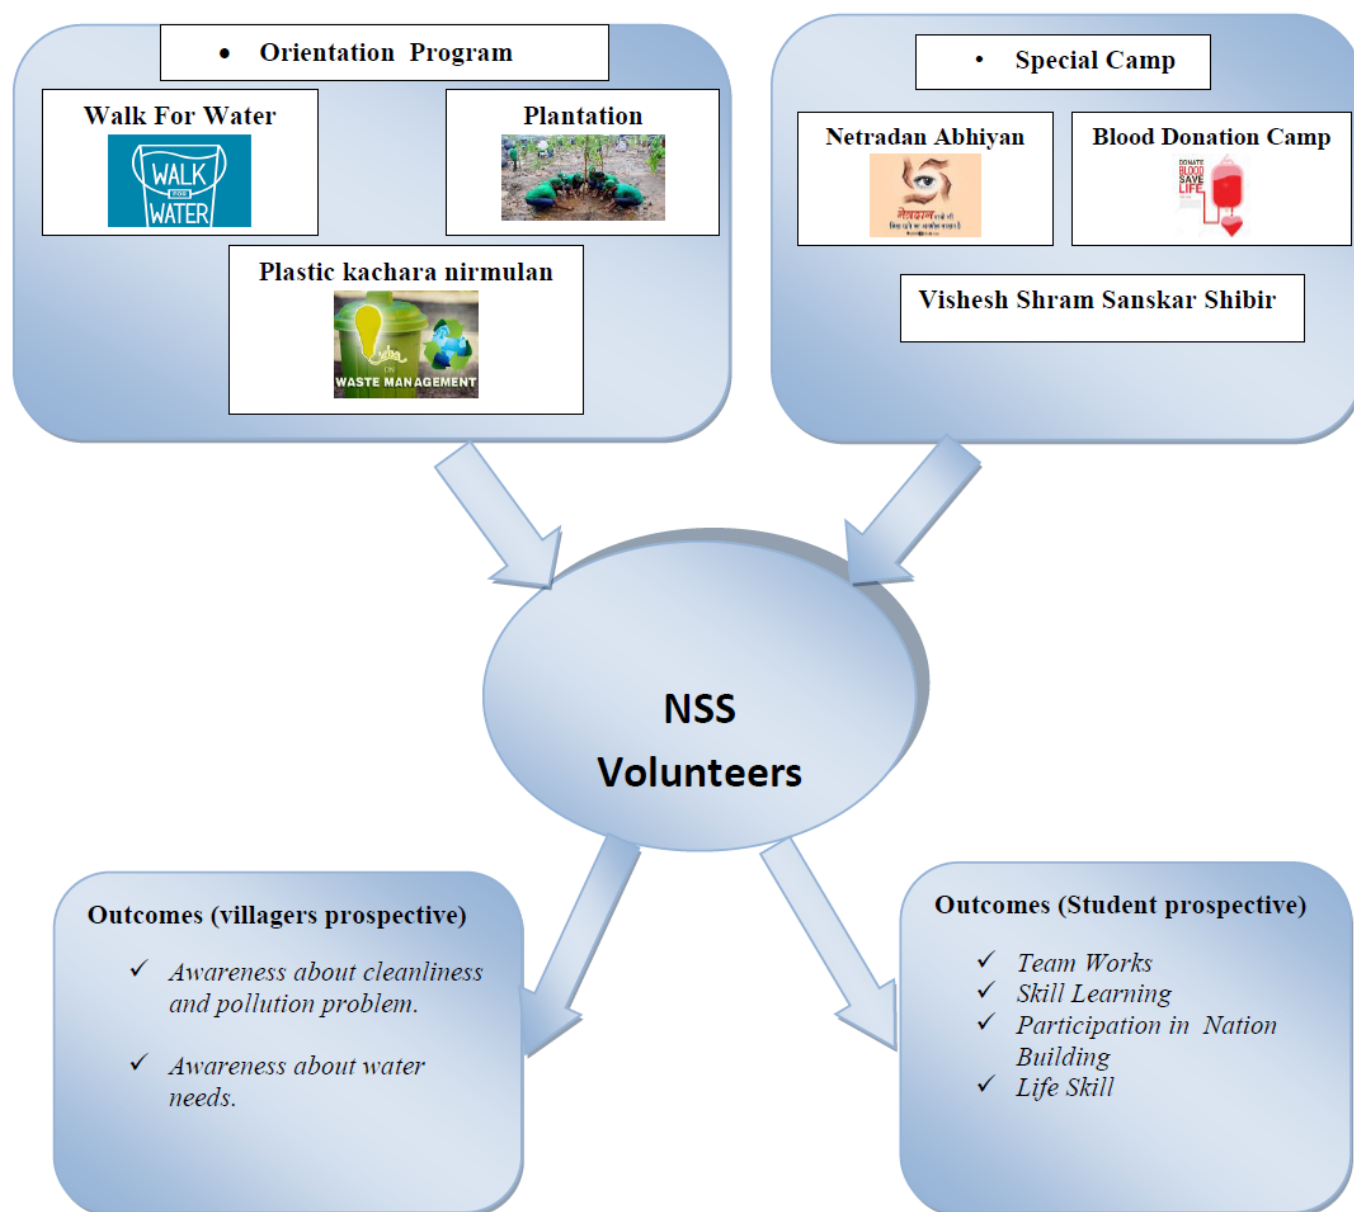 • Orientation Program
Walk For Water
WALK
FOR
WATER
Plantation
Plastic kachara nirmulan
ON
WASTE MANAGEMENT
• Special Camp
Netradan Abhiyan
नेत्रदान
Blood Donation Camp
DONATE
BLOOD
SAVE
LIFE
Vishesh Shram Sanskar Shibir
NSS
Volunteers
Outcomes (villagers prospective)
✓ Awareness about cleanliness
and pollution problem.
✓ Awareness about water
needs.
Outcomes (Student prospective)
✓ Team Works
✓ Skill Learning
✓ Participation in Nation
Building
✓ Life Skill